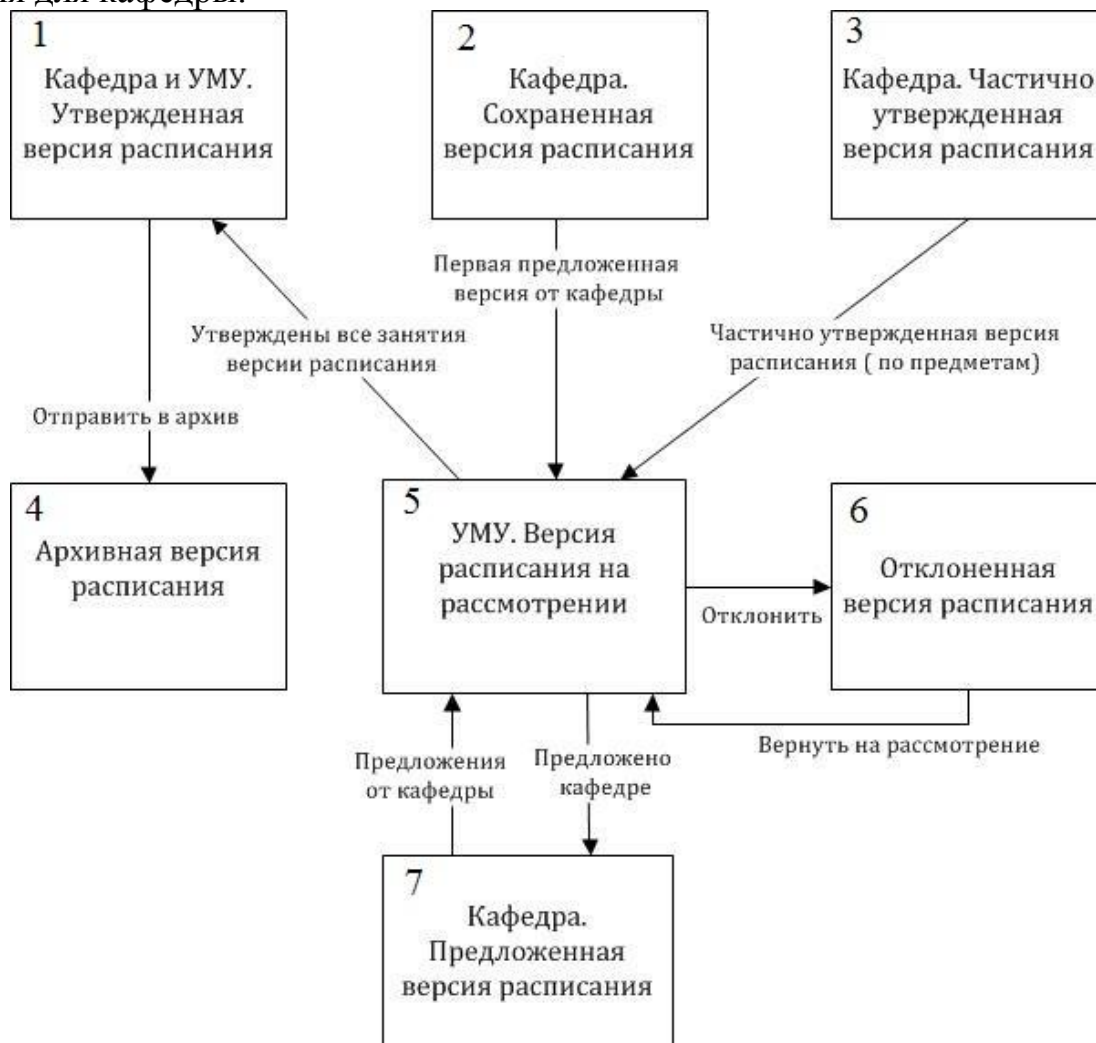 для кафедры.
1
Кафедра и УМУ.
Утвержденная
версия расписания
2
Кафедра.
Сохраненная
версия расписания
3
Кафедра. Частично
утвержденная
версия расписания
Первая предложенная
версия от кафедры
Утверждены все занятия
версии расписания
Частично утвержденная версия
расписания ( по предметам)
Отправить в архив
4
Архивная версия
расписания
5
УМУ. Версия
расписания на
рассмотрении
Отклонить
6
Отклоненная
версия расписания
Вернуть на рассмотрение
Предложения
от кафедры
Предложено
кафедре
7
Кафедра.
Предложенная
версия расписания